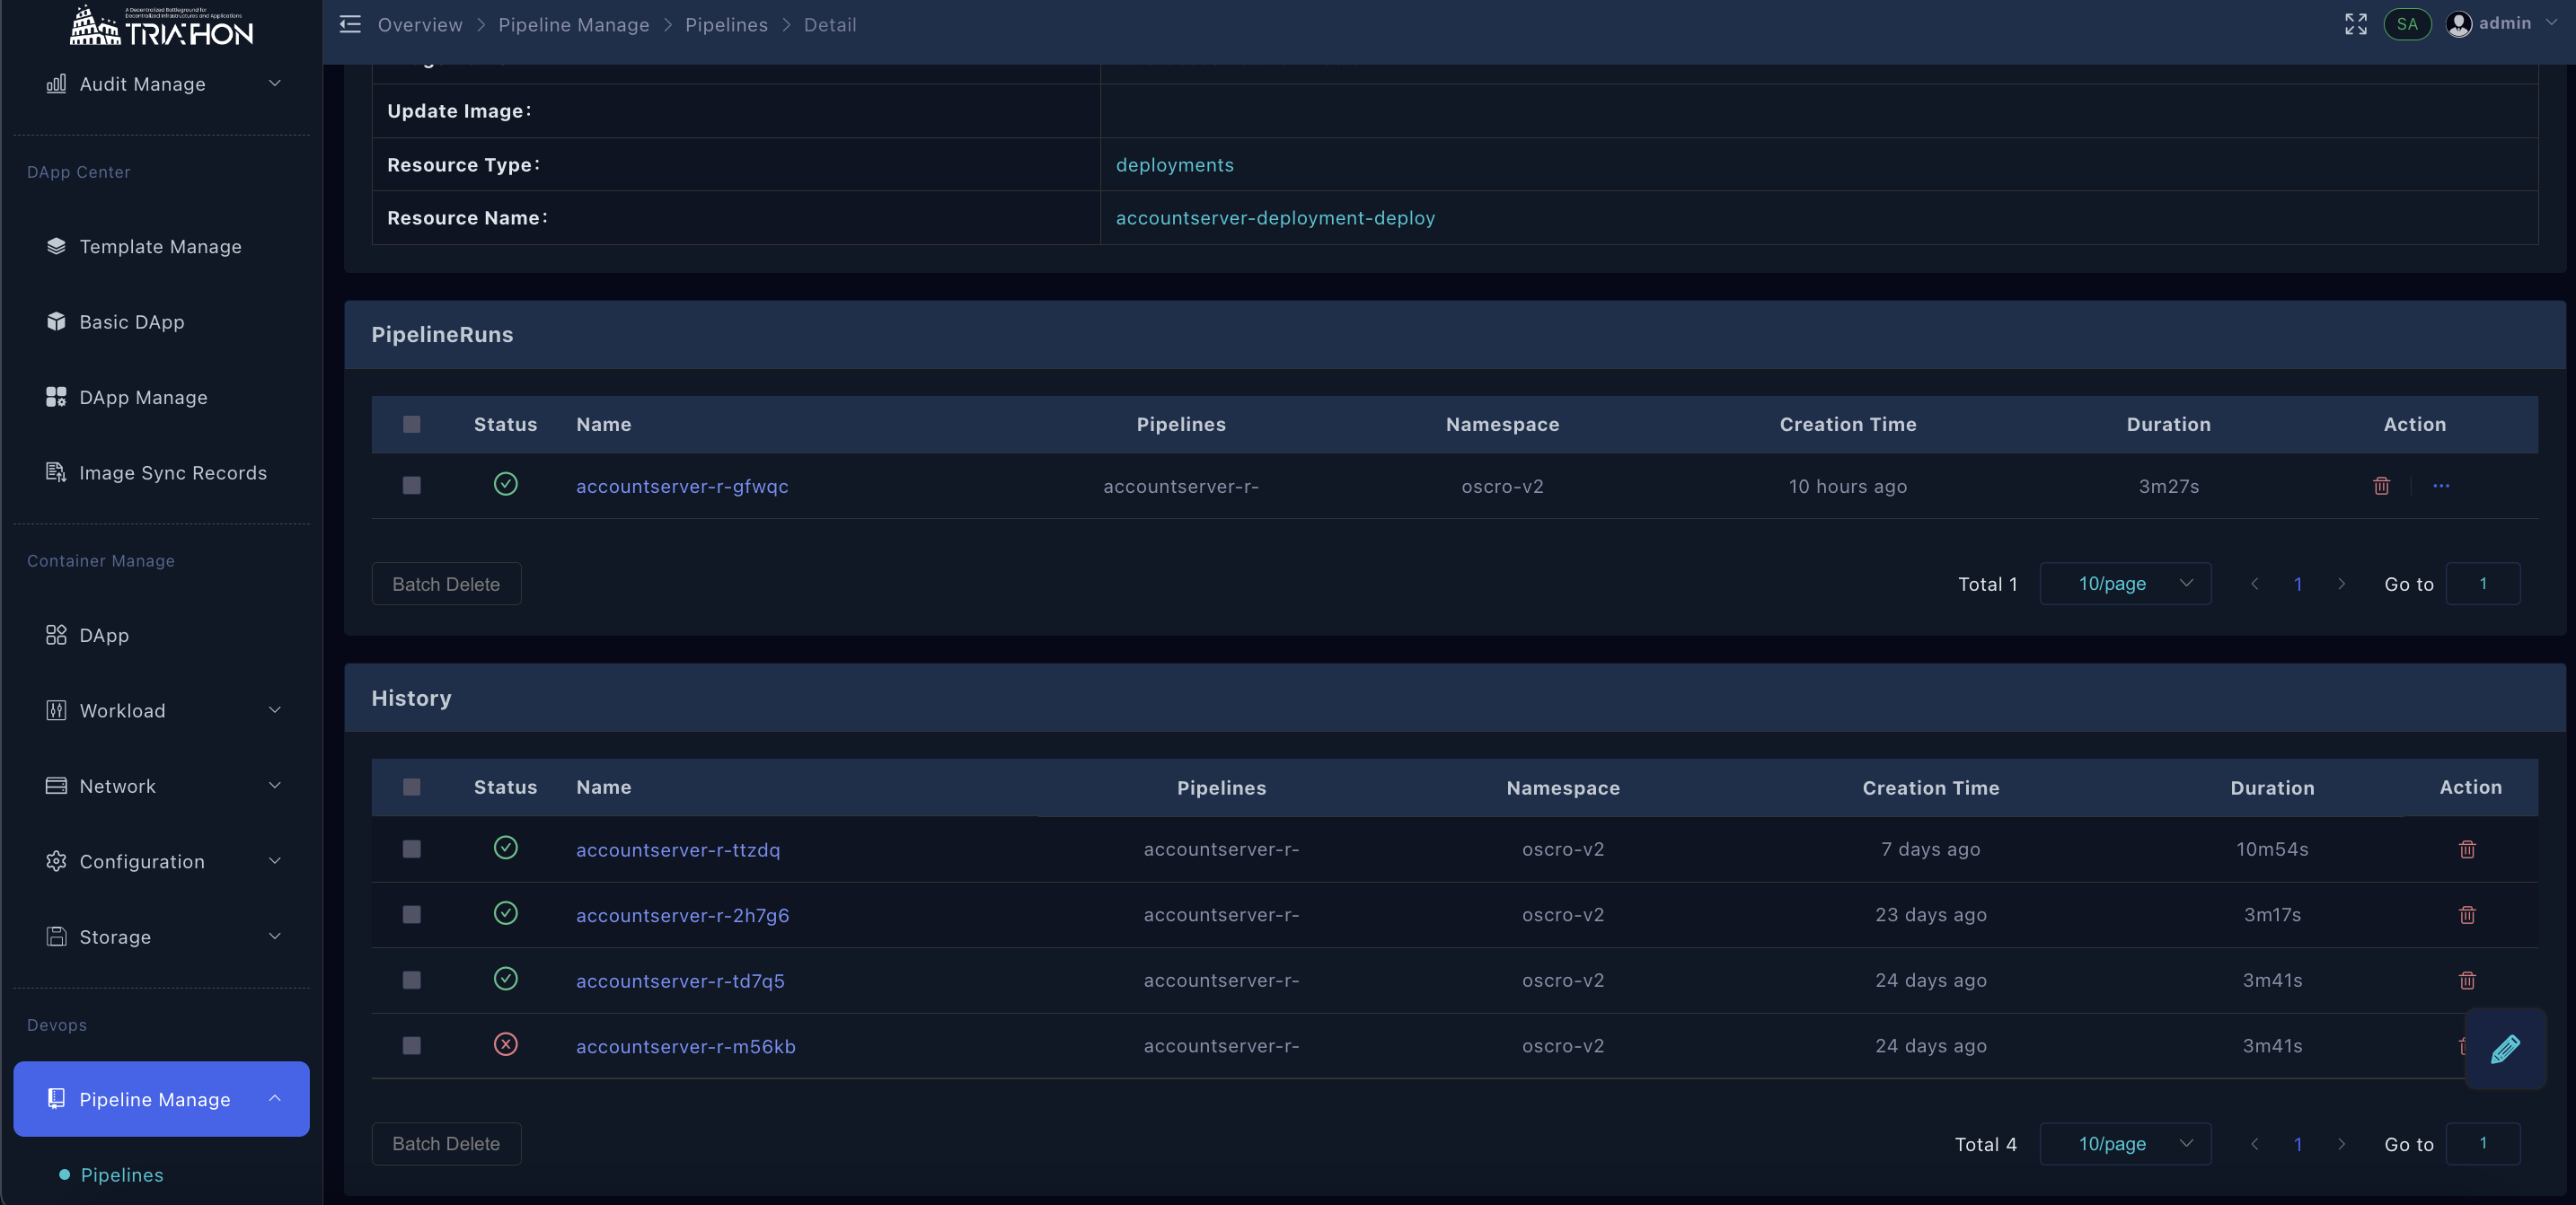 A Decentralized Battleground for
Decentralized Infrastructures and Applications
TRIATHON
Overview > Pipeline Manage > Pipelines > Detail
SA
admin
Audit Manage
DApp Center
Template Manage
Basic DApp
DApp Manage
Image Sync Records
Container Manage
DApp
Workload
Network
Configuration
Storage
Devops
Pipeline Manage
Pipelines
Update Image:
Resource Type: deployments
Resource Name: accountserver-deployment-deploy
PipelineRuns
Status Name Pipelines Namespace Creation Time Duration Action
accountserver-r-gfwqc accountserver-r- oscro-v2 10 hours ago 3m27s
Batch Delete Total 1 10/page 1 Go to 1
History
Status Name Pipelines Namespace Creation Time Duration Action
accountserver-r-ttzdq accountserver-r- oscro-v2 7 days ago 10m54s
accountserver-r-2h7g6 accountserver-r- oscro-v2 23 days ago 3m17s
accountserver-r-td7q5 accountserver-r- oscro-v2 24 days ago 3m41s
accountserver-r-m56kb accountserver-r- oscro-v2 24 days ago 3m41s
Batch Delete Total 4 10/page 1 Go to 1